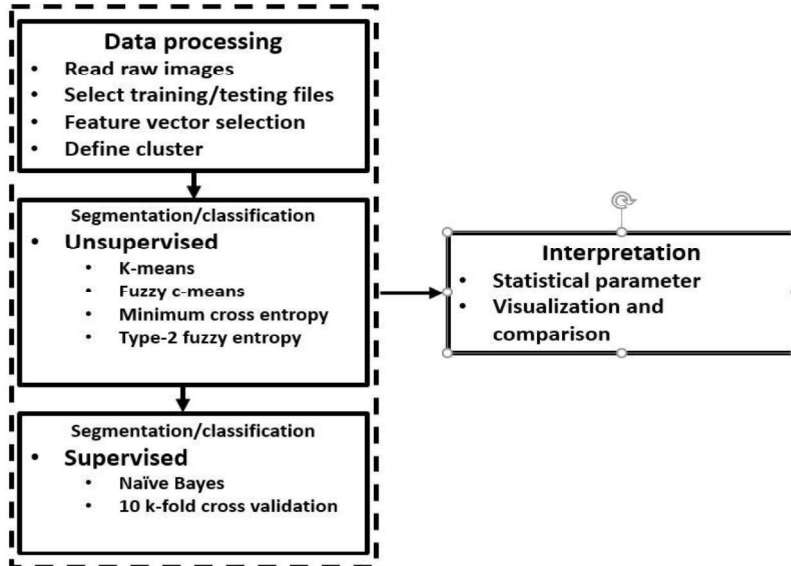 Data processing
• Read raw images
• Select training/testing files
• Feature vector selection
• Define cluster
Segmentation/classification
• Unsupervised
• K-means
• Fuzzy c-means
• Minimum cross entropy
• Type-2 fuzzy entropy
Segmentation/classification
• Supervised
• Naïve Bayes
• 10 k-fold cross validation
Interpretation
• Statistical parameter
• Visualization and
comparison